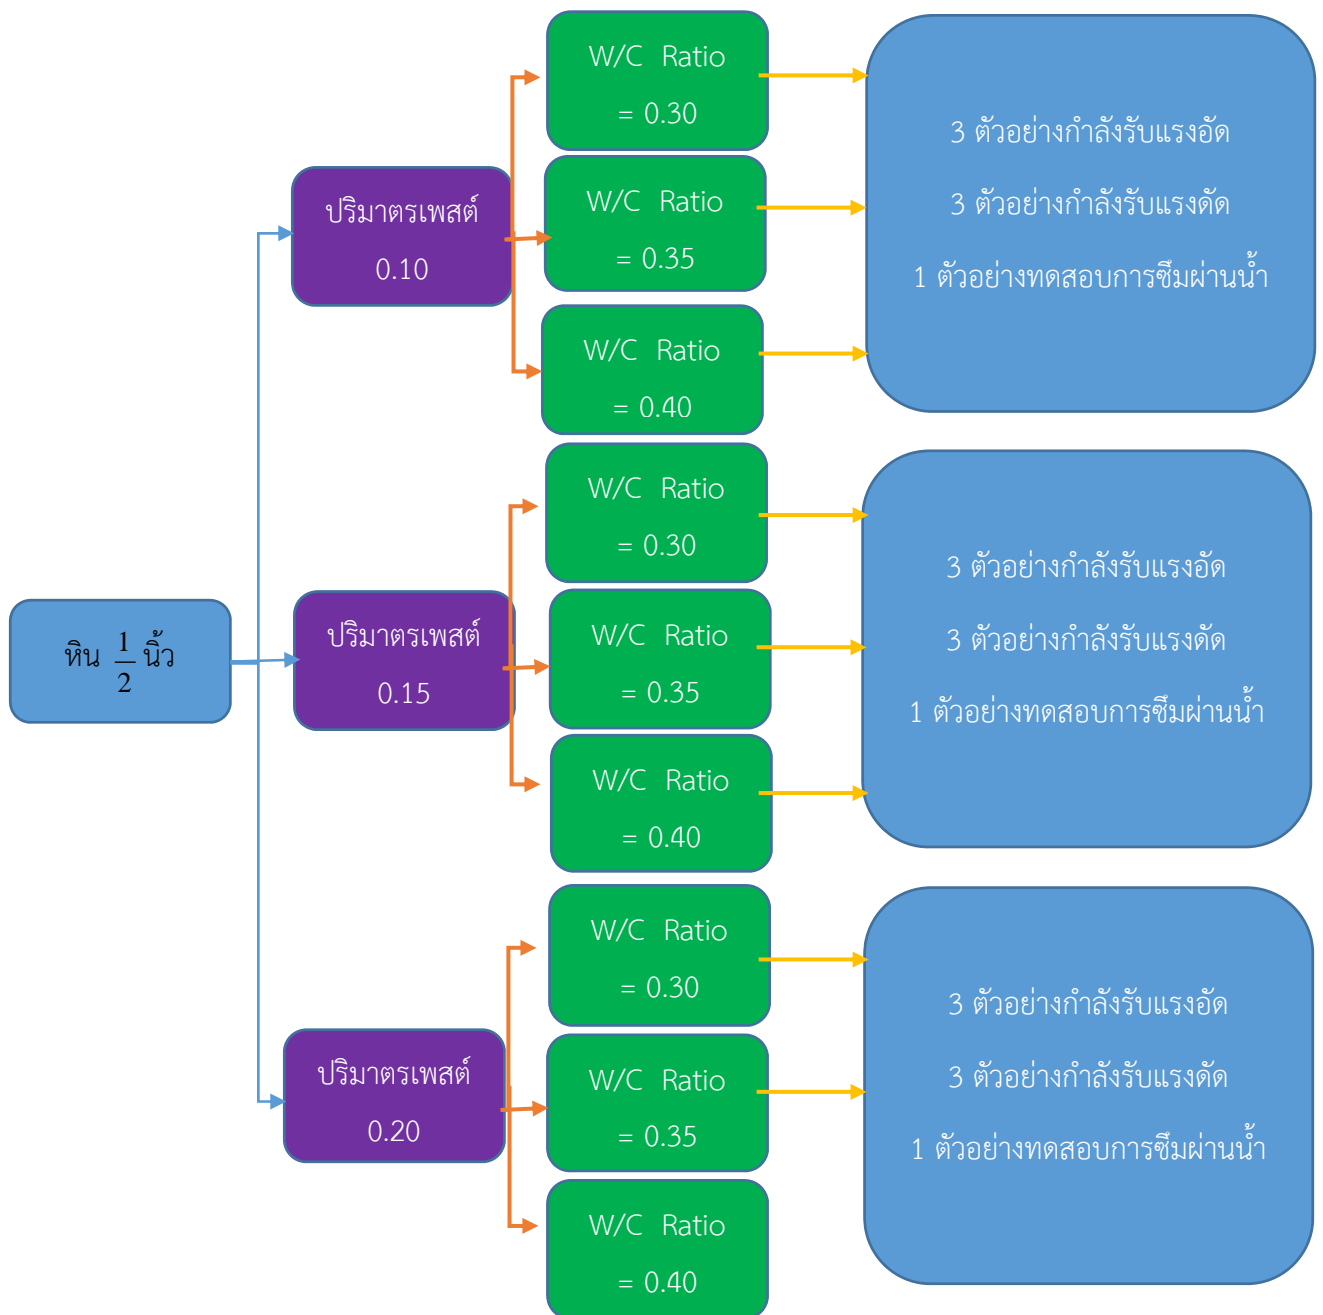 หิน 1/2 นิ้ว
ปริมาตรเพสต์
0.10
W/C Ratio
= 0.30
W/C Ratio
= 0.35
W/C Ratio
= 0.40
3 ตัวอย่างกำลังรับแรงอัด
3 ตัวอย่างกำลังรับแรงดัด
1 ตัวอย่างทดสอบการซึมผ่านน้ำ
ปริมาตรเพสต์
0.15
W/C Ratio
= 0.30
W/C Ratio
= 0.35
W/C Ratio
= 0.40
3 ตัวอย่างกำลังรับแรงอัด
3 ตัวอย่างกำลังรับแรงดัด
1 ตัวอย่างทดสอบการซึมผ่านน้ำ
ปริมาตรเพสต์
0.20
W/C Ratio
= 0.30
W/C Ratio
= 0.35
W/C Ratio
= 0.40
3 ตัวอย่างกำลังรับแรงอัด
3 ตัวอย่างกำลังรับแรงดัด
1 ตัวอย่างทดสอบการซึมผ่านน้ำ